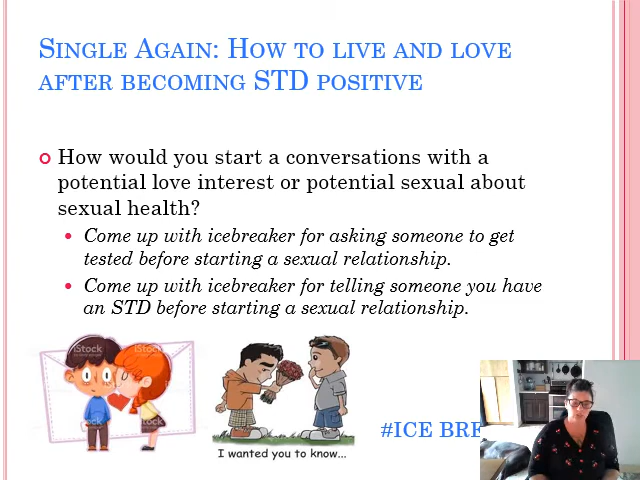 SINGLE AGAIN: HOW TO LIVE AND LOVE
AFTER BECOMING STD POSITIVE
How would you start a conversations with a
potential love interest or potential sexual about
sexual health?
Come up with icebreaker for asking someone to get
tested before starting a sexual relationship.
Come up with icebreaker for telling someone you have
an STD before starting a sexual relationship.
iStock
iStock
iStock
iStock
I wanted you to know...
#ICE BRE